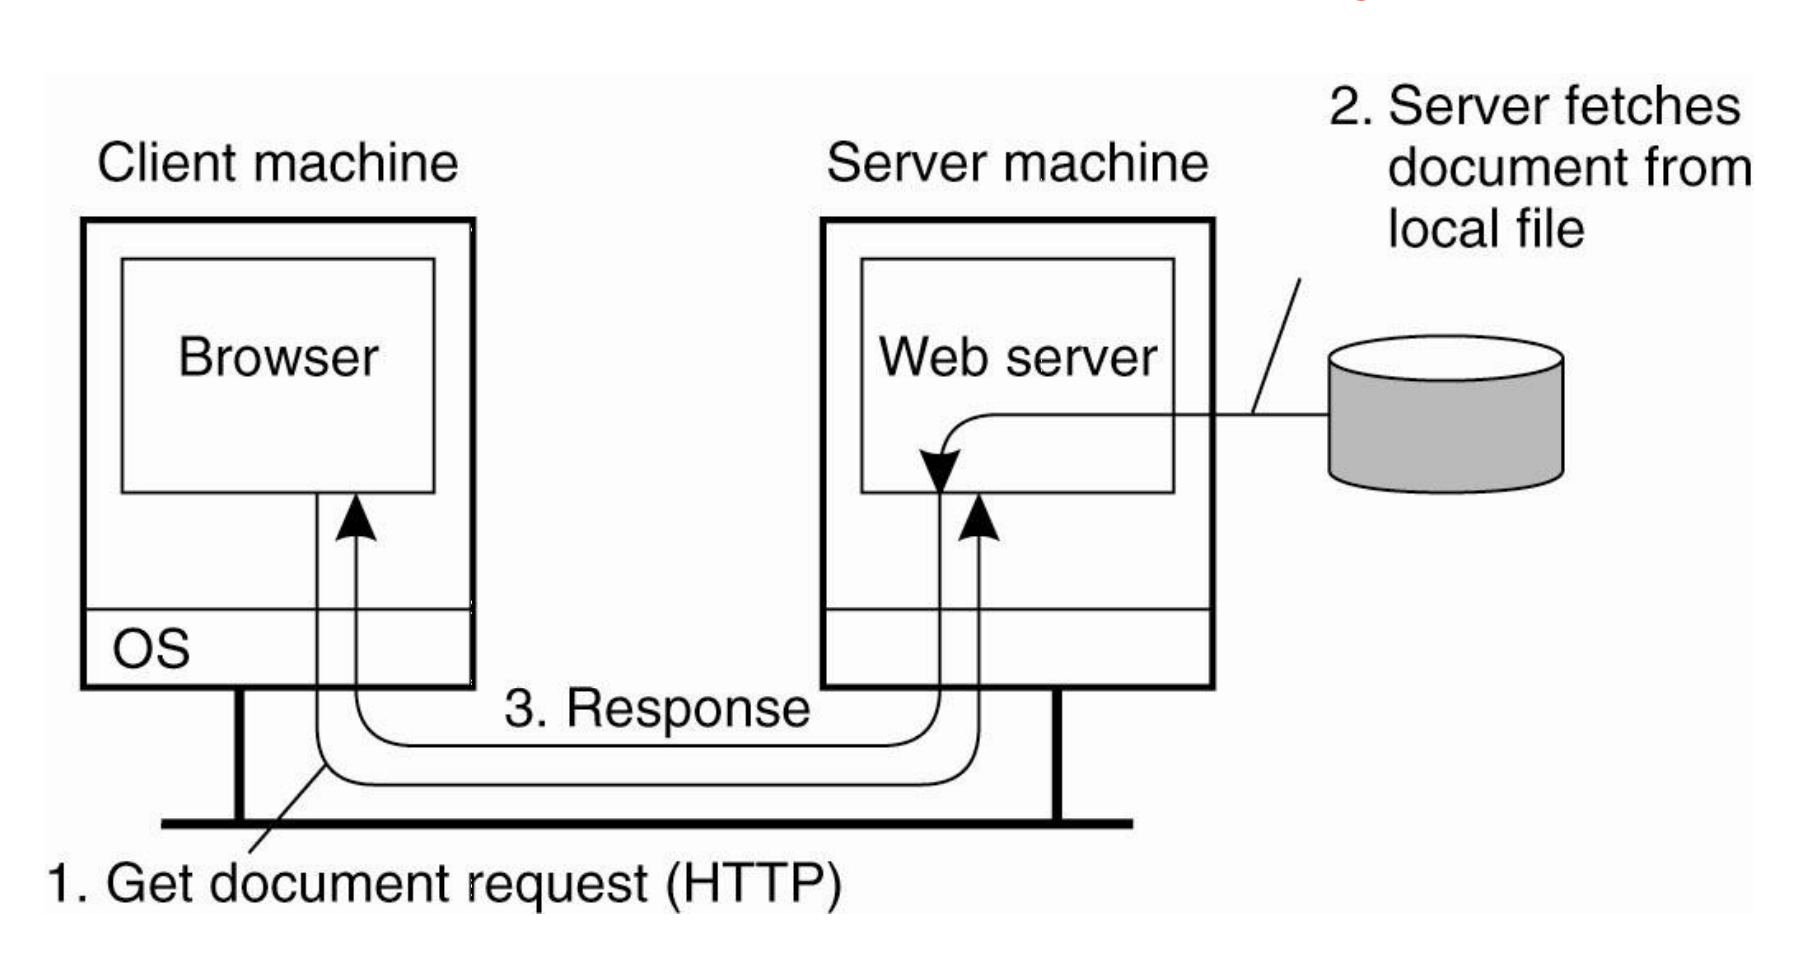 Client machine
Server machine
2. Server fetches
document from
local file
Browser
Web server
OS
3. Response
1. Get document request (HTTP)